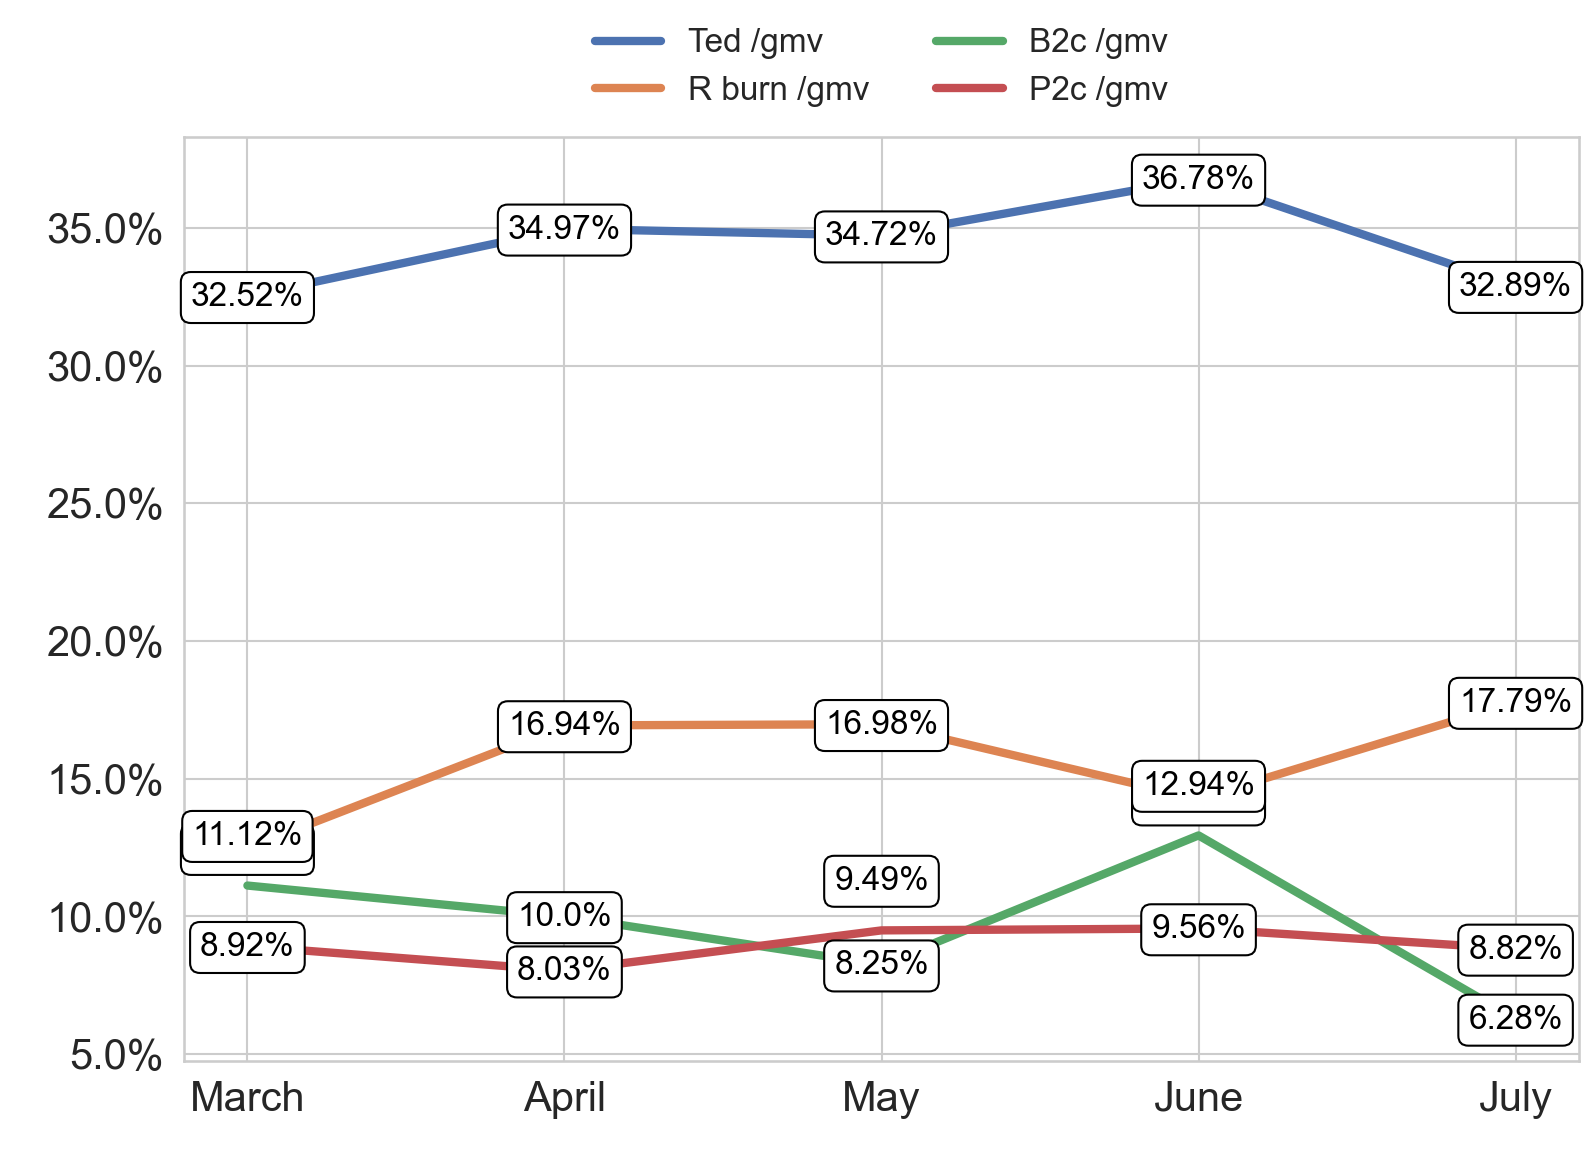 Ted /gmv
R burn /gmv
B2c /gmv
P2c /gmv
35.0%
30.0%
25.0%
20.0%
15.0%
10.0%
5.0%
32.52%
34.97%
34.72%
36.78%
32.89%
16.94%
16.98%
12.94%
17.79%
11.12%
10.0%
9.49%
8.25%
9.56%
8.92%
8.03%
8.82%
6.28%
March
April
May
June
July